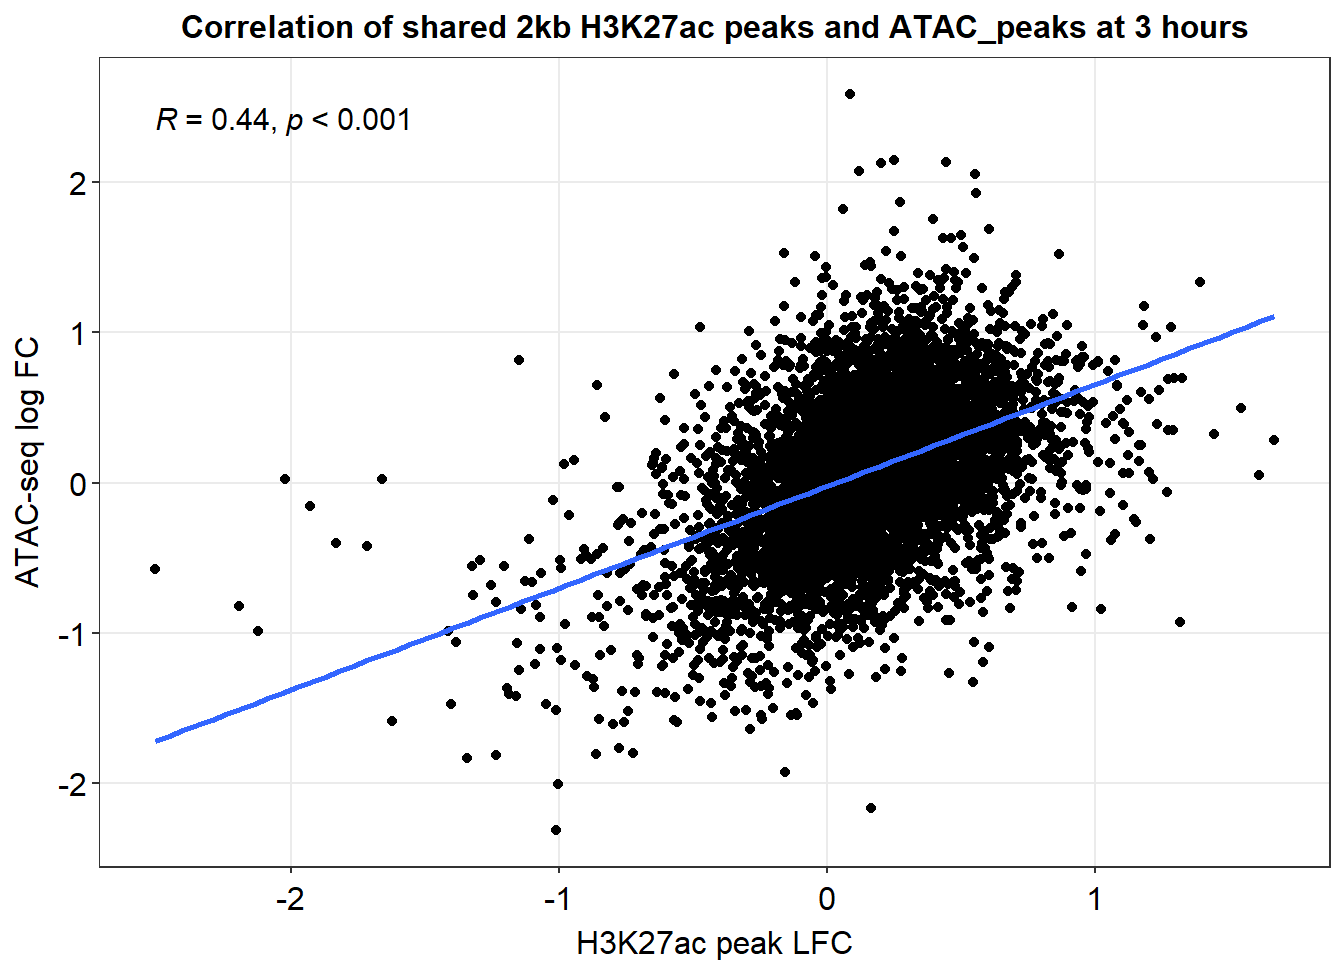 Correlation of shared 2kb H3K27ac peaks and ATAC_peaks at 3 hours
R = 0.44, p < 0.001
ATAC-seq log FC
2
1
0
-1
-2
-2
-1
0
1
H3K27ac peak LFC